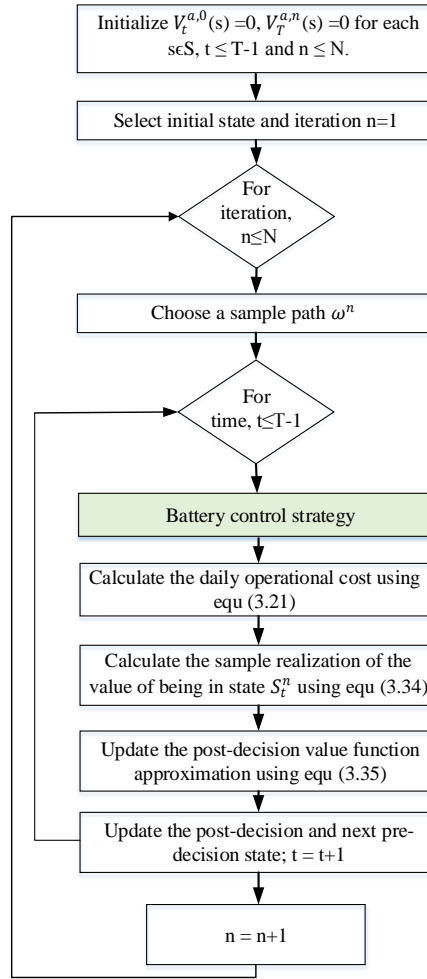 Initialize V_t^{a,0}(s) =0, V_T^{a,n}(s) =0 for each
sϵS, t ≤ T-1 and n ≤ N.
Select initial state and iteration n=1
For
iteration,
n≤N
Choose a sample path ω^n
For
time, t≤T-1
Battery control strategy
Calculate the daily operational cost using
equ (3.21)
Calculate the sample realization of the
value of being in state S_t^n using equ (3.34)
Update the post-decision value function
approximation using equ (3.35)
Update the post-decision and next pre-
decision state; t = t+1
n = n+1